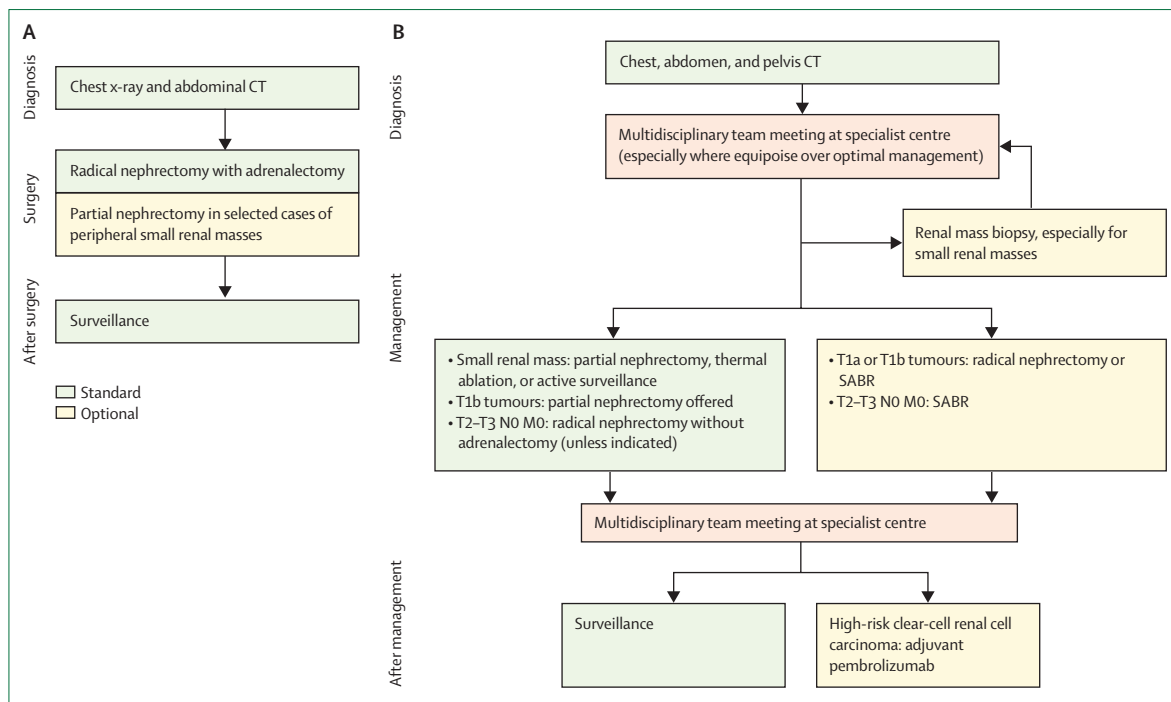 A
Diagnosis
Chest x-ray and abdominal CT
Surgery
Radical nephrectomy with adrenalectomy
Partial nephrectomy in selected cases of
peripheral small renal masses
After surgery
Surveillance
Standard
Optional
B
Diagnosis
Chest, abdomen, and pelvis CT
Multidisciplinary team meeting at specialist centre
(especially where equipoise over optimal management)
Renal mass biopsy, especially for
small renal masses
Management
• Small renal mass: partial nephrectomy, thermal
ablation, or active surveillance
• T1b tumours: partial nephrectomy offered
• T2–T3 N0 M0: radical nephrectomy without
adrenalectomy (unless indicated)
• T1a or T1b tumours: radical nephrectomy or
SABR
• T2–T3 N0 M0: SABR
Multidisciplinary team meeting at specialist centre
After management
Surveillance
High-risk clear-cell renal cell
carcinoma: adjuvant
pembrolizumab